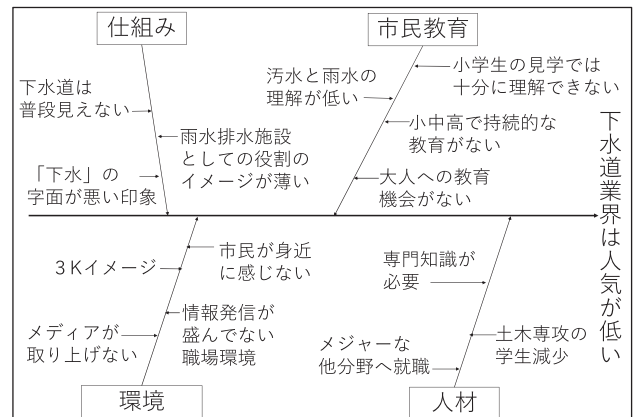 仕組み
市民教育
下水道は
普段見えない
雨水排水施設
としての役割の
イメージが薄い
「下水」の
字面が悪い印象
汚水と雨水の
理解が低い
小学生の見学では
十分に理解できない
小中高で持続的な
教育がない
大人への教育
機会がない
下水道業界は人気が低い
3Kイメージ
市民が身近
に感じない
情報発信が
盛んでない
職場環境
メディアが
取り上げない
専門知識が
必要
土木専攻の
学生減少
メジャーな
他分野へ就職
環境
人材